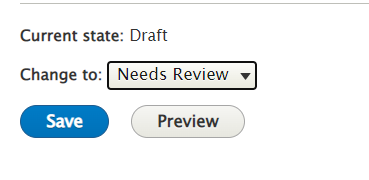 Current state: Draft
Change to: Needs Review
Save Preview